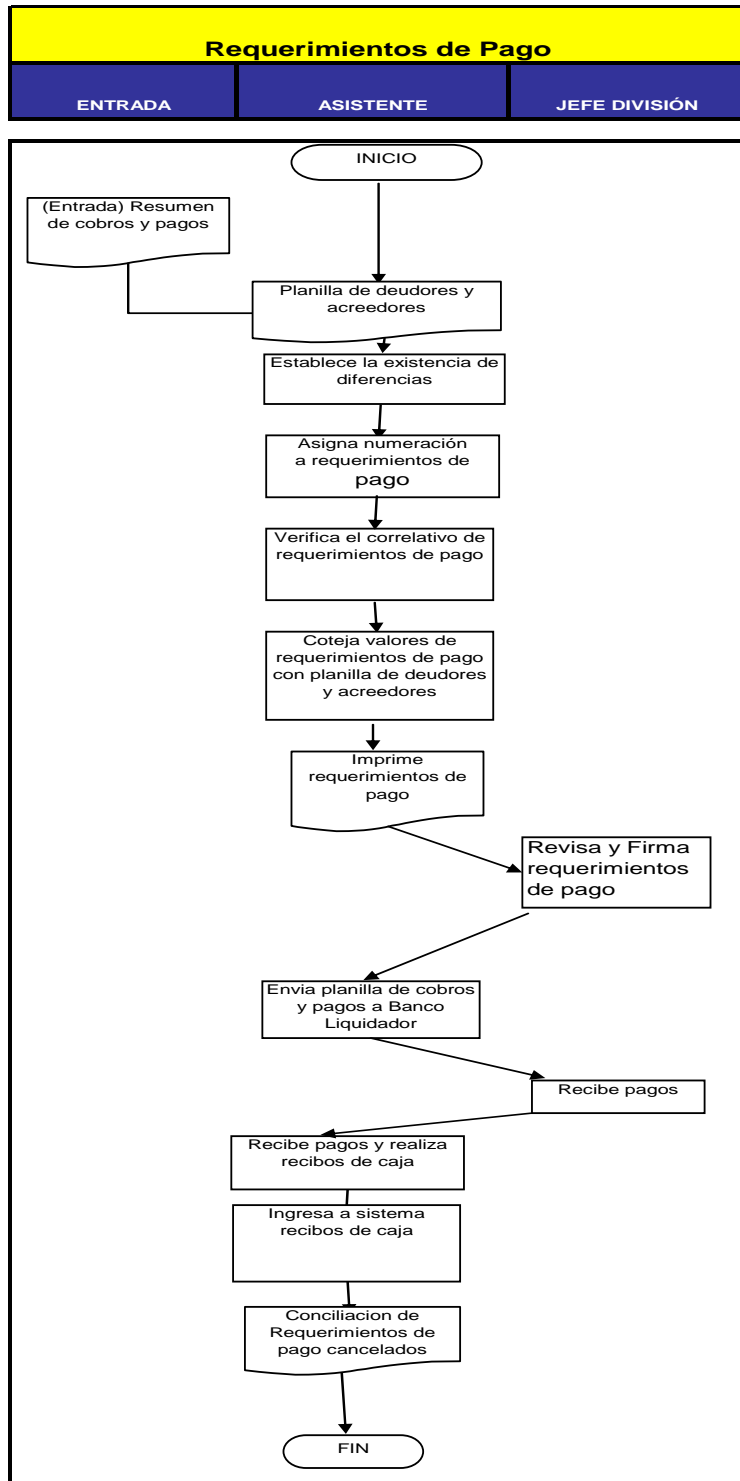 Requerimientos de Pago
ENTRADA
ASISTENTE
JEFE DIVISIÓN
INICIO
(Entrada) Resumen
de cobros y pagos
Planilla de deudores y
acreedores
Establece la existencia de
diferencias
Asigna numeración
a requerimientos de
pago
Verifica el correlativo de
requerimientos de pago
Coteja valores de
requerimientos de pago
con planilla de deudores
y acreedores
Imprime
requerimientos de
pago
Revisa y Firma
requerimientos
de pago
Envia planilla de cobros
y pagos a Banco
Liquidador
Recibe pagos
Recibe pagos y realiza
recibos de caja
Ingresa a sistema
recibos de caja
Conciliacion de
Requerimientos de
pago cancelados
FIN